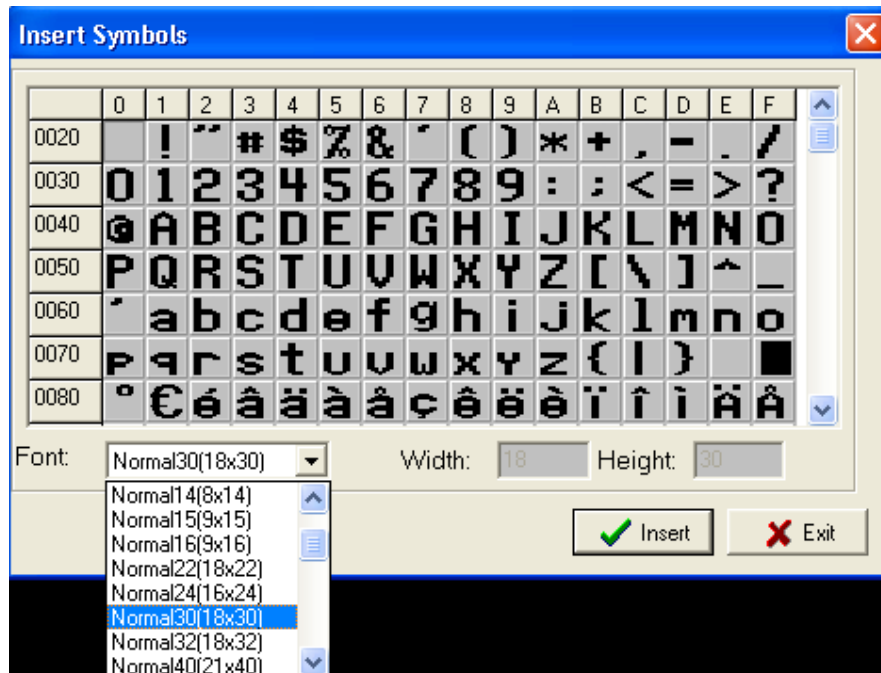 Insert Symbols
0 1 2 3 4 5 6 7 8 9 A B C D E F
0020 ! ¨ # $ % & ´ ( ) * + , - . /
0030 0 1 2 3 4 5 6 7 8 9 : ; < = > ?
0040 @ A B C D E F G H I J K L M N O
0050 P Q R S T U V W X Y Z [ \ ] ^ _
0060 ´ a b c d e f g h i j k l m n o
0070 p q r s t u v w x y z { | } ■
0080 ° € é â ä à å ç ê ë è ï î ì Ä Å
Font: Normal30(18x30) Width: 18 Height: 30
Normal14(8x14)
Normal15(9x15)
Normal16(9x16)
Normal22(18x22)
Normal24(16x24)
Normal30(18x30)
Normal32(18x32)
Normal40(21x40)
Insert Exit